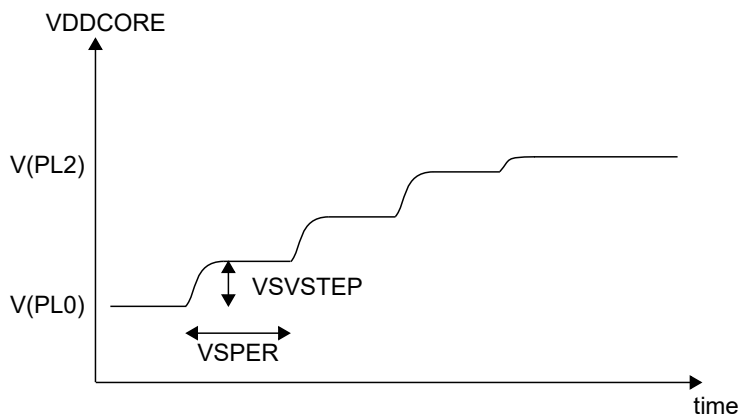 VDDCORE
V(PL2)
V(PL0)
VSVSTEP
VSPER
time